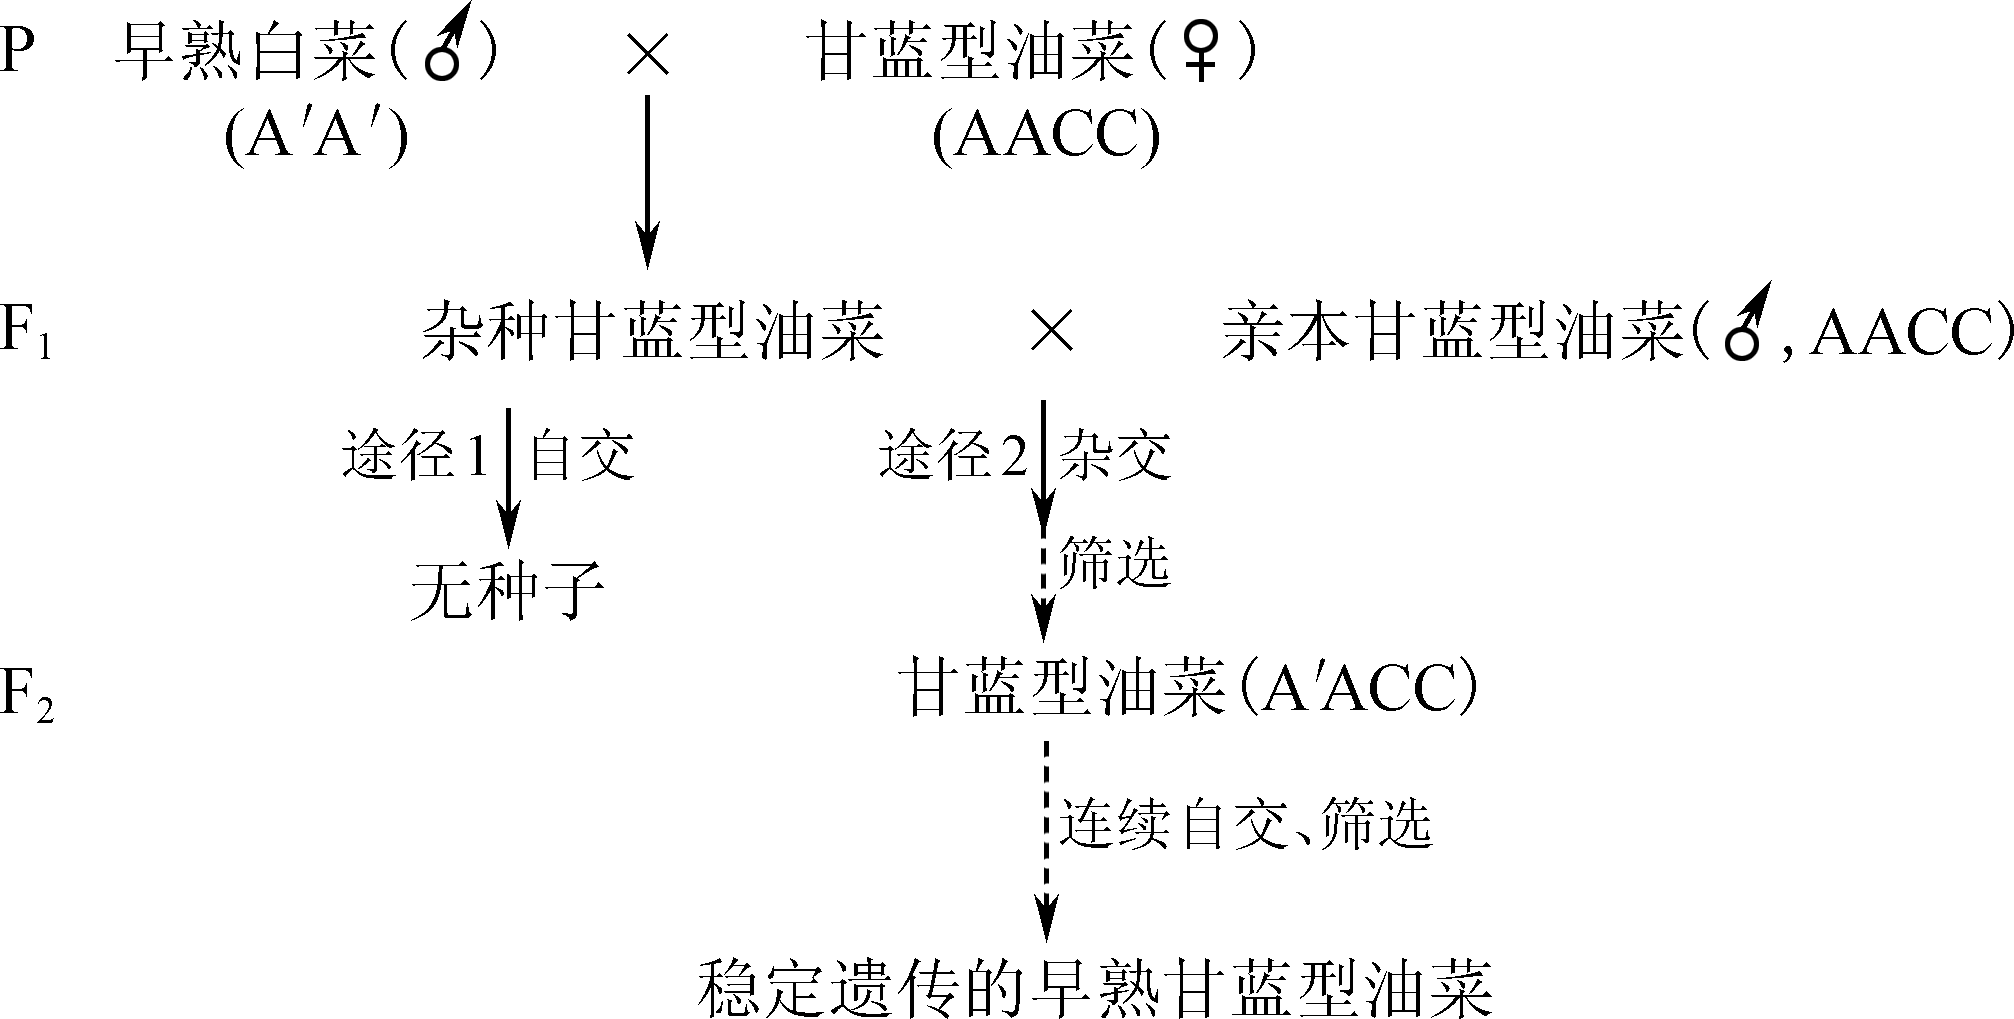 P 早熟白菜(♂) × 甘蓝型油菜(♀)
(A′A′) (AACC)
F₁ 杂种甘蓝型油菜 × 亲本甘蓝型油菜(♂,AACC)
途径1 自交 途径2 杂交
筛选
无种子
F₂ 甘蓝型油菜(A′ACC)
连续自交、筛选
稳定遗传的早熟甘蓝型油菜